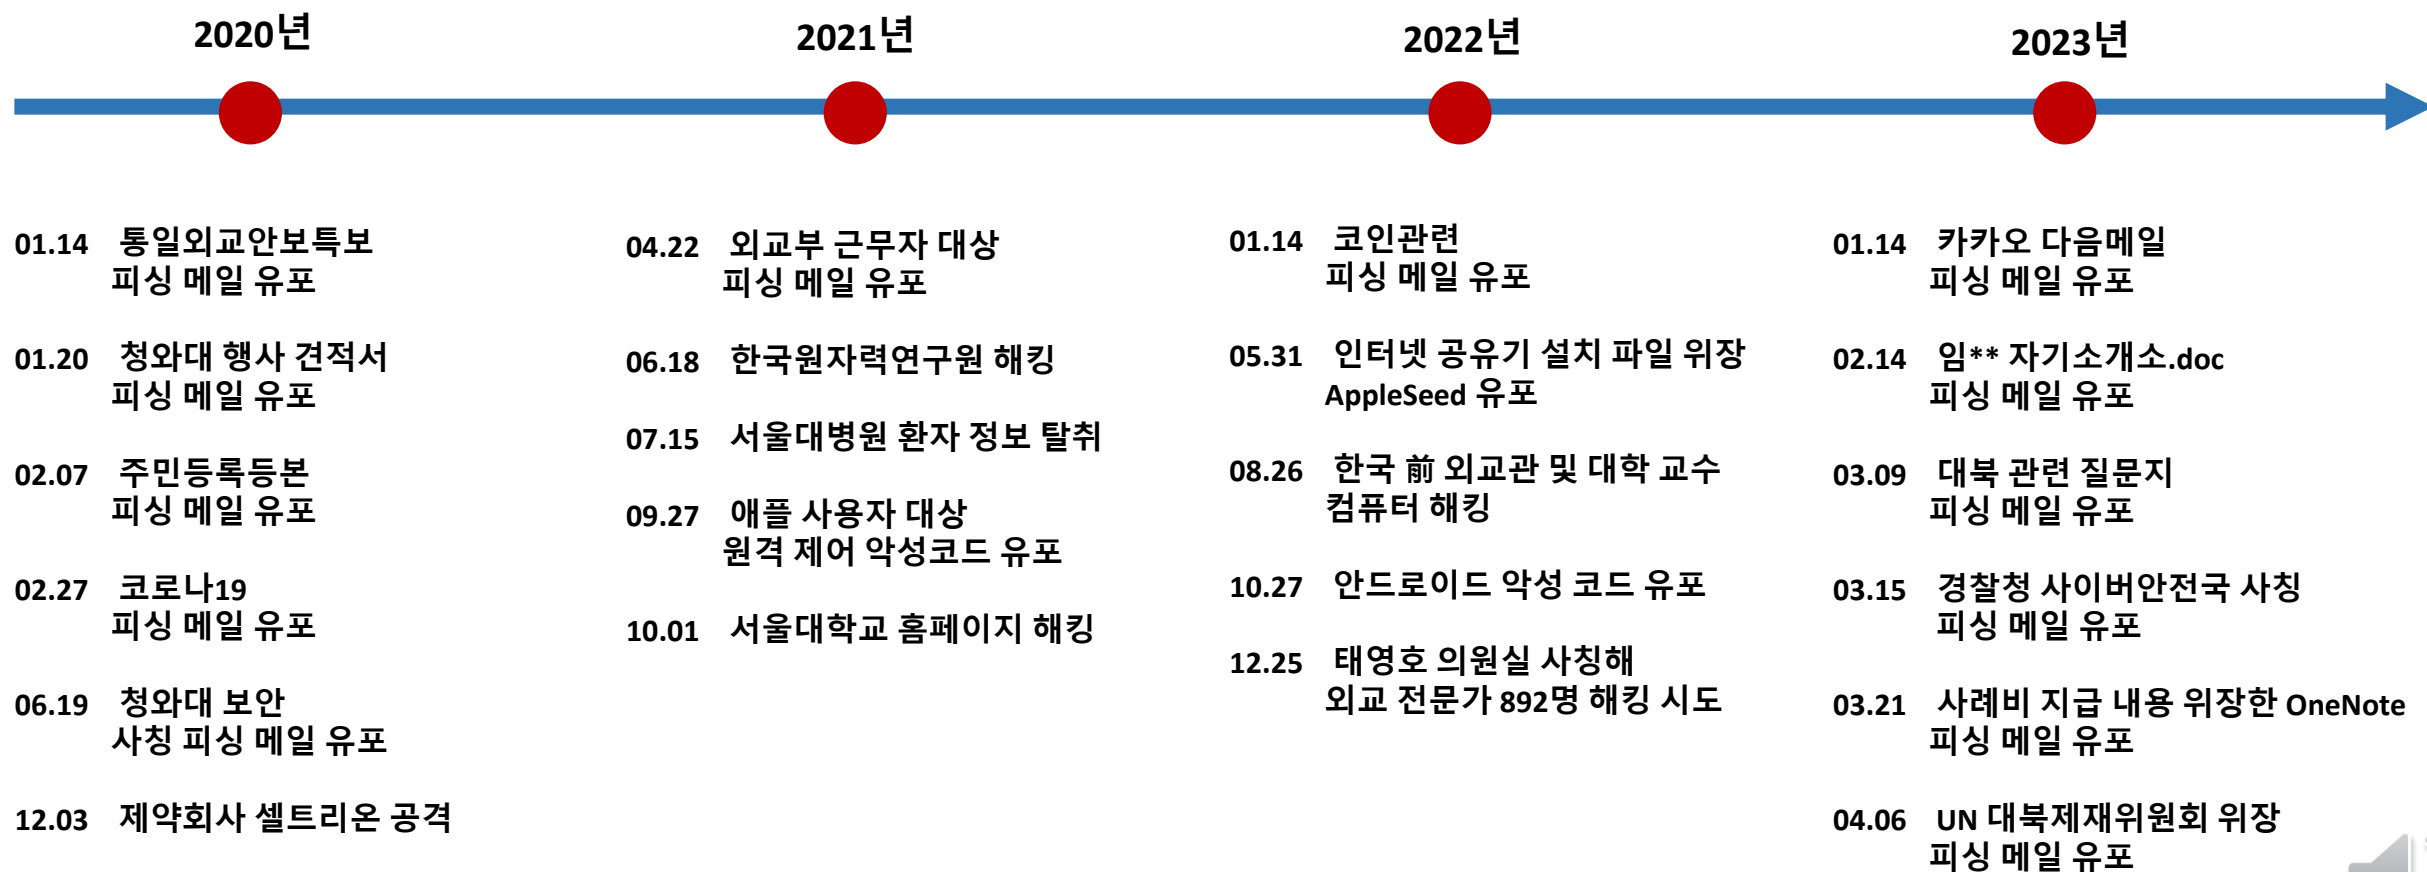 2020년
2021년
2022년
2023년
01.14 통일외교안보특보
피싱 메일 유포
01.20 청와대 행사 견적서
피싱 메일 유포
02.07 주민등록등본
피싱 메일 유포
02.27 코로나19
피싱 메일 유포
06.19 청와대 보안
사칭 피싱 메일 유포
12.03 제약회사 셀트리온 공격
04.22 외교부 근무자 대상
피싱 메일 유포
06.18 한국원자력연구원 해킹
07.15 서울대병원 환자 정보 탈취
09.27 애플 사용자 대상
원격 제어 악성코드 유포
10.01 서울대학교 홈페이지 해킹
01.14 코인관련
피싱 메일 유포
05.31 인터넷 공유기 설치 파일 위장
AppleSeed 유포
08.26 한국 前 외교관 및 대학 교수
컴퓨터 해킹
10.27 안드로이드 악성 코드 유포
12.25 태영호 의원실 사칭해
외교 전문가 892명 해킹 시도
01.14 카카오 다음메일
피싱 메일 유포
02.14 임** 자기소개소.doc
피싱 메일 유포
03.09 대북 관련 질문지
피싱 메일 유포
03.15 경찰청 사이버안전국 사칭
피싱 메일 유포
03.21 사례비 지급 내용 위장한 OneNote
피싱 메일 유포
04.06 UN 대북제재위원회 위장
피싱 메일 유포